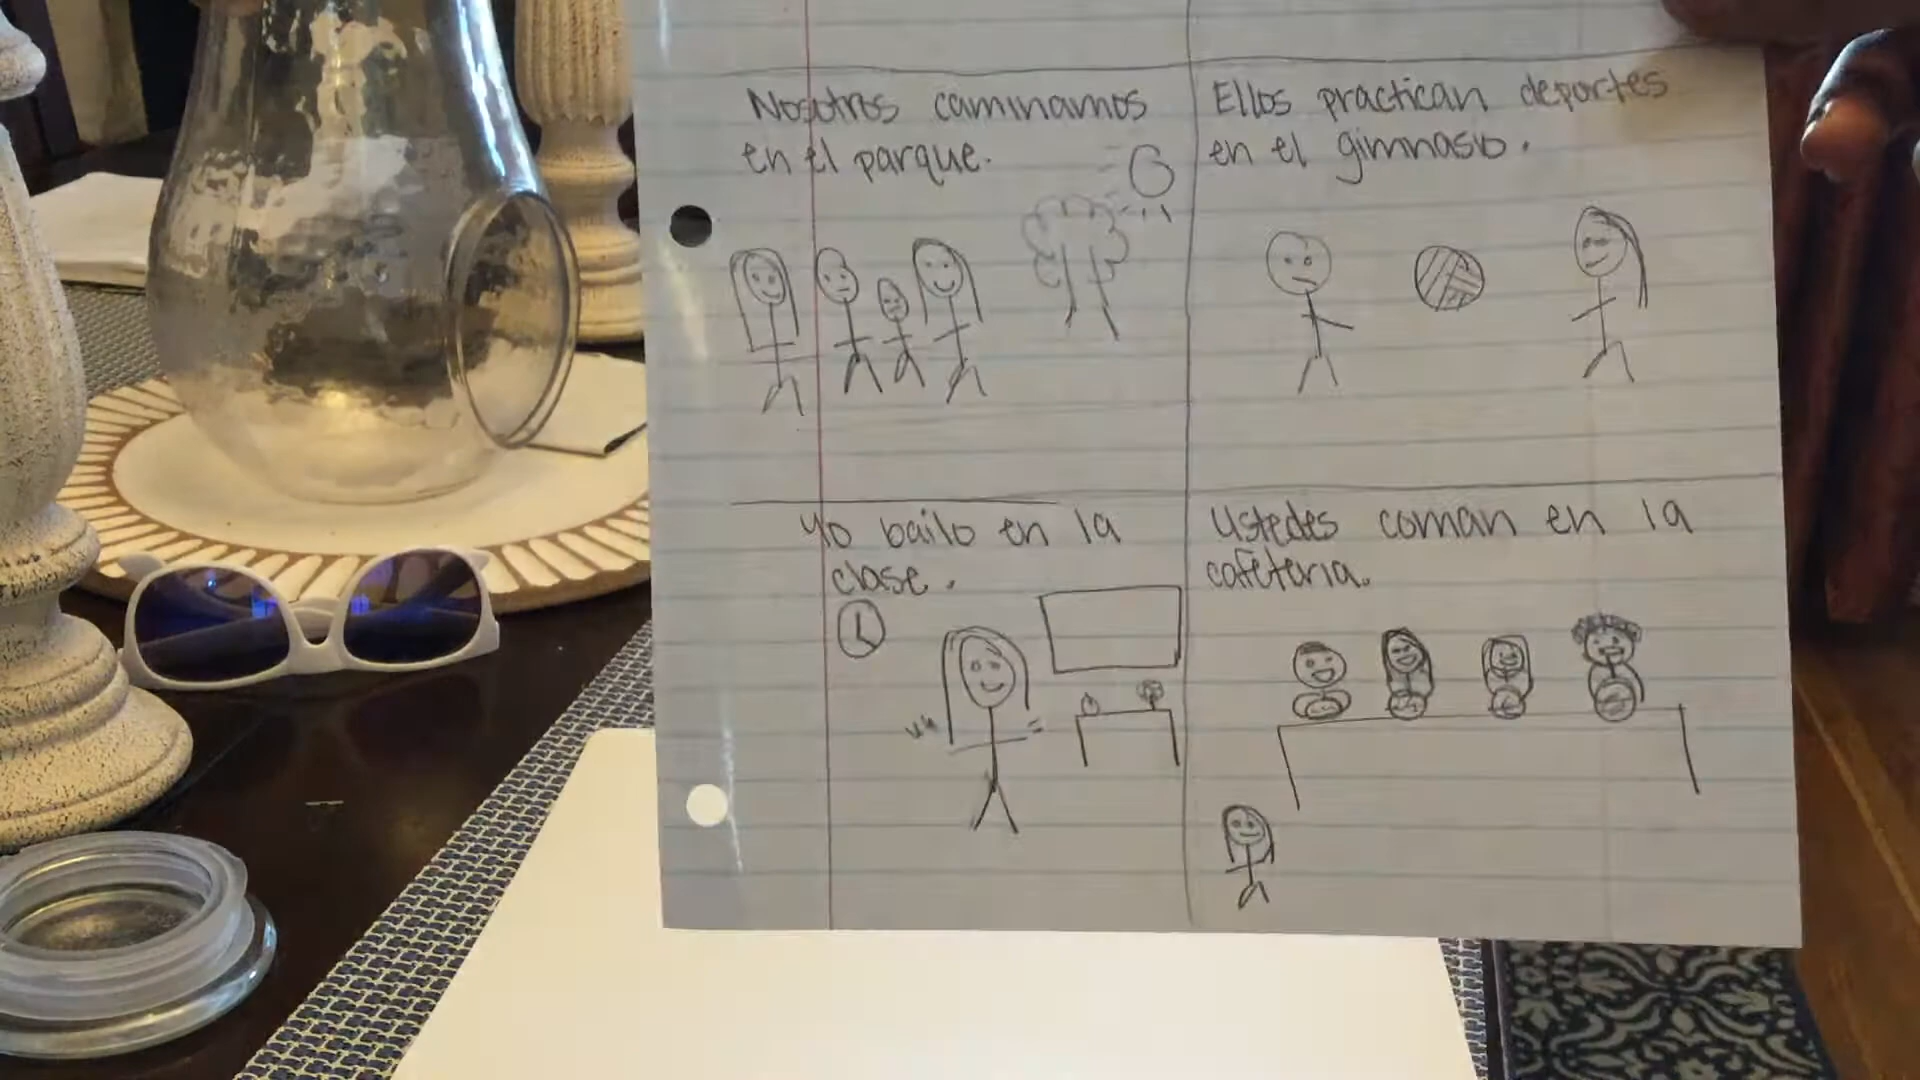 Nosotros caminamos
en el parque.
Ellos practican deportes
en el gimnasio.
Yo bailo en la
clase.
Ustedes coman en la
cafeteria.